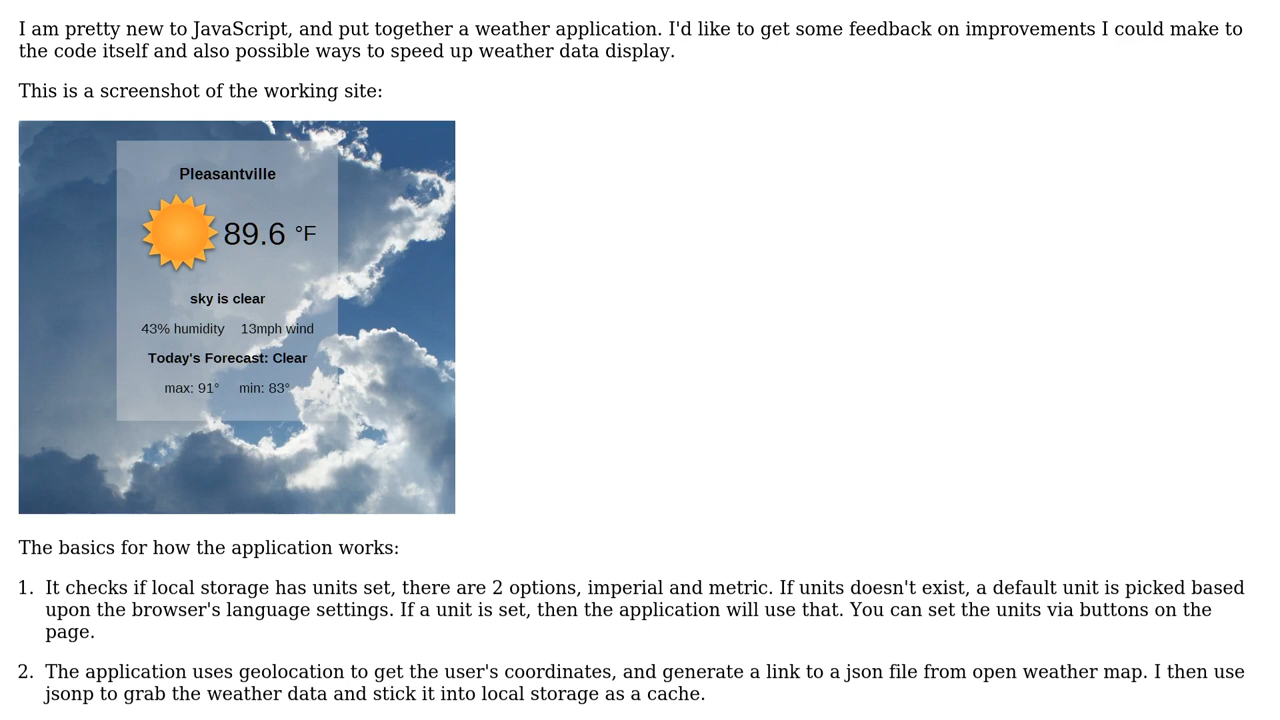 I am pretty new to JavaScript, and put together a weather application. I'd like to get some feedback on improvements I could make to
the code itself and also possible ways to speed up weather data display.
This is a screenshot of the working site:
Pleasantville
89.6 °F
sky is clear
43% humidity 13mph wind
Today's Forecast: Clear
max: 91° min: 83°
The basics for how the application works:
1. It checks if local storage has units set, there are 2 options, imperial and metric. If units doesn't exist, a default unit is picked based
upon the browser's language settings. If a unit is set, then the application will use that. You can set the units via buttons on the
page.
2. The application uses geolocation to get the user's coordinates, and generate a link to a json file from open weather map. I then use
jsonp to grab the weather data and stick it into local storage as a cache.